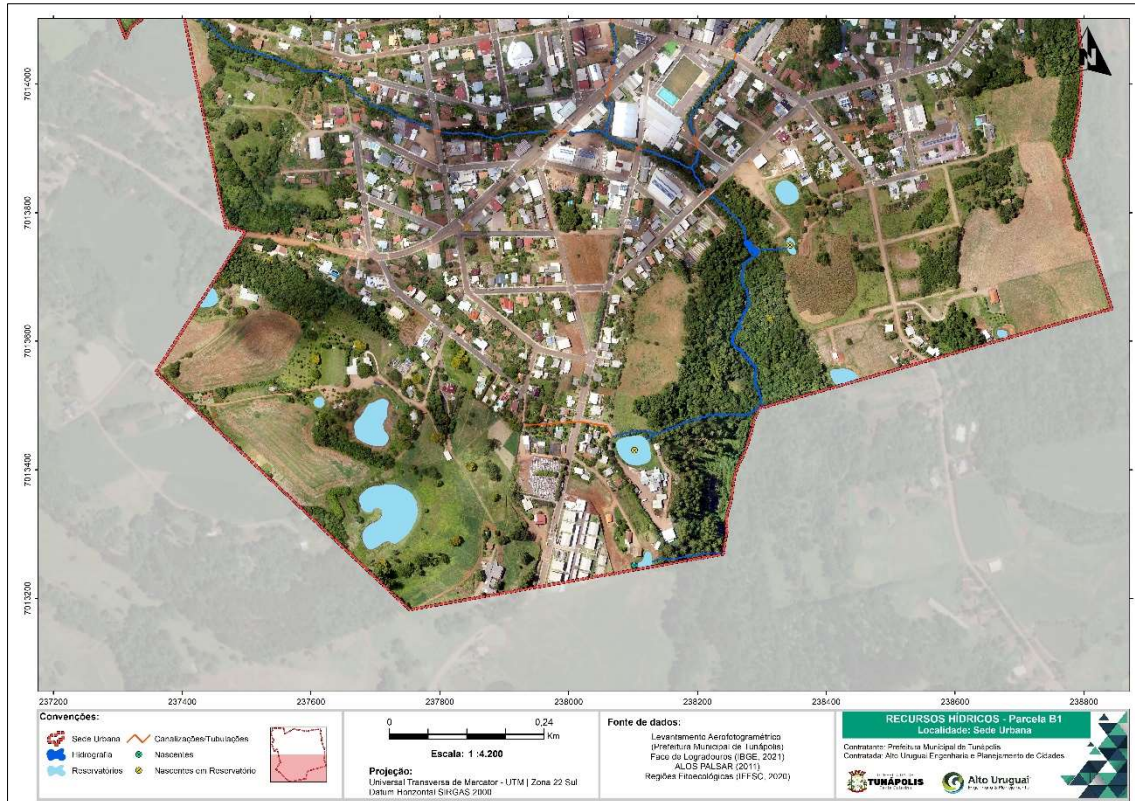 N
7014000
7013800
7013600
7013400
7013200
237200
237400
237600
237800
238000
238200
238400
238600
238800
Convenções:
Sede Urbana
Hidrografia
Reservatórios
Canalizações/Tubulações
Nascentes
Nascentes em Reservatório
0
0,24
Km
Escala: 1 :4.200
Projeção:
Universal Transversa de Mercator - UTM | Zona 22 Sul
Datum Horizontal SIRGAS 2000
Fonte de dados:
Levantamento Aerofotogramétrico
(Prefeitura Municipal de Tunápolis)
Face de Logradouros (IBGE, 2021)
ALOS PALSAR (2011)
Regiões Fitoecológicas (IFFSC, 2020)
RECURSOS HÍDRICOS - Parcela B1
Localidade: Sede Urbana
Contratante: Prefeitura Municipal de Tunápolis
Contratada: Alto Uruguai Engenharia e Planejamento de Cidades
TUNÁPOLIS
Alto Uruguai
Engenharia e Planejamento